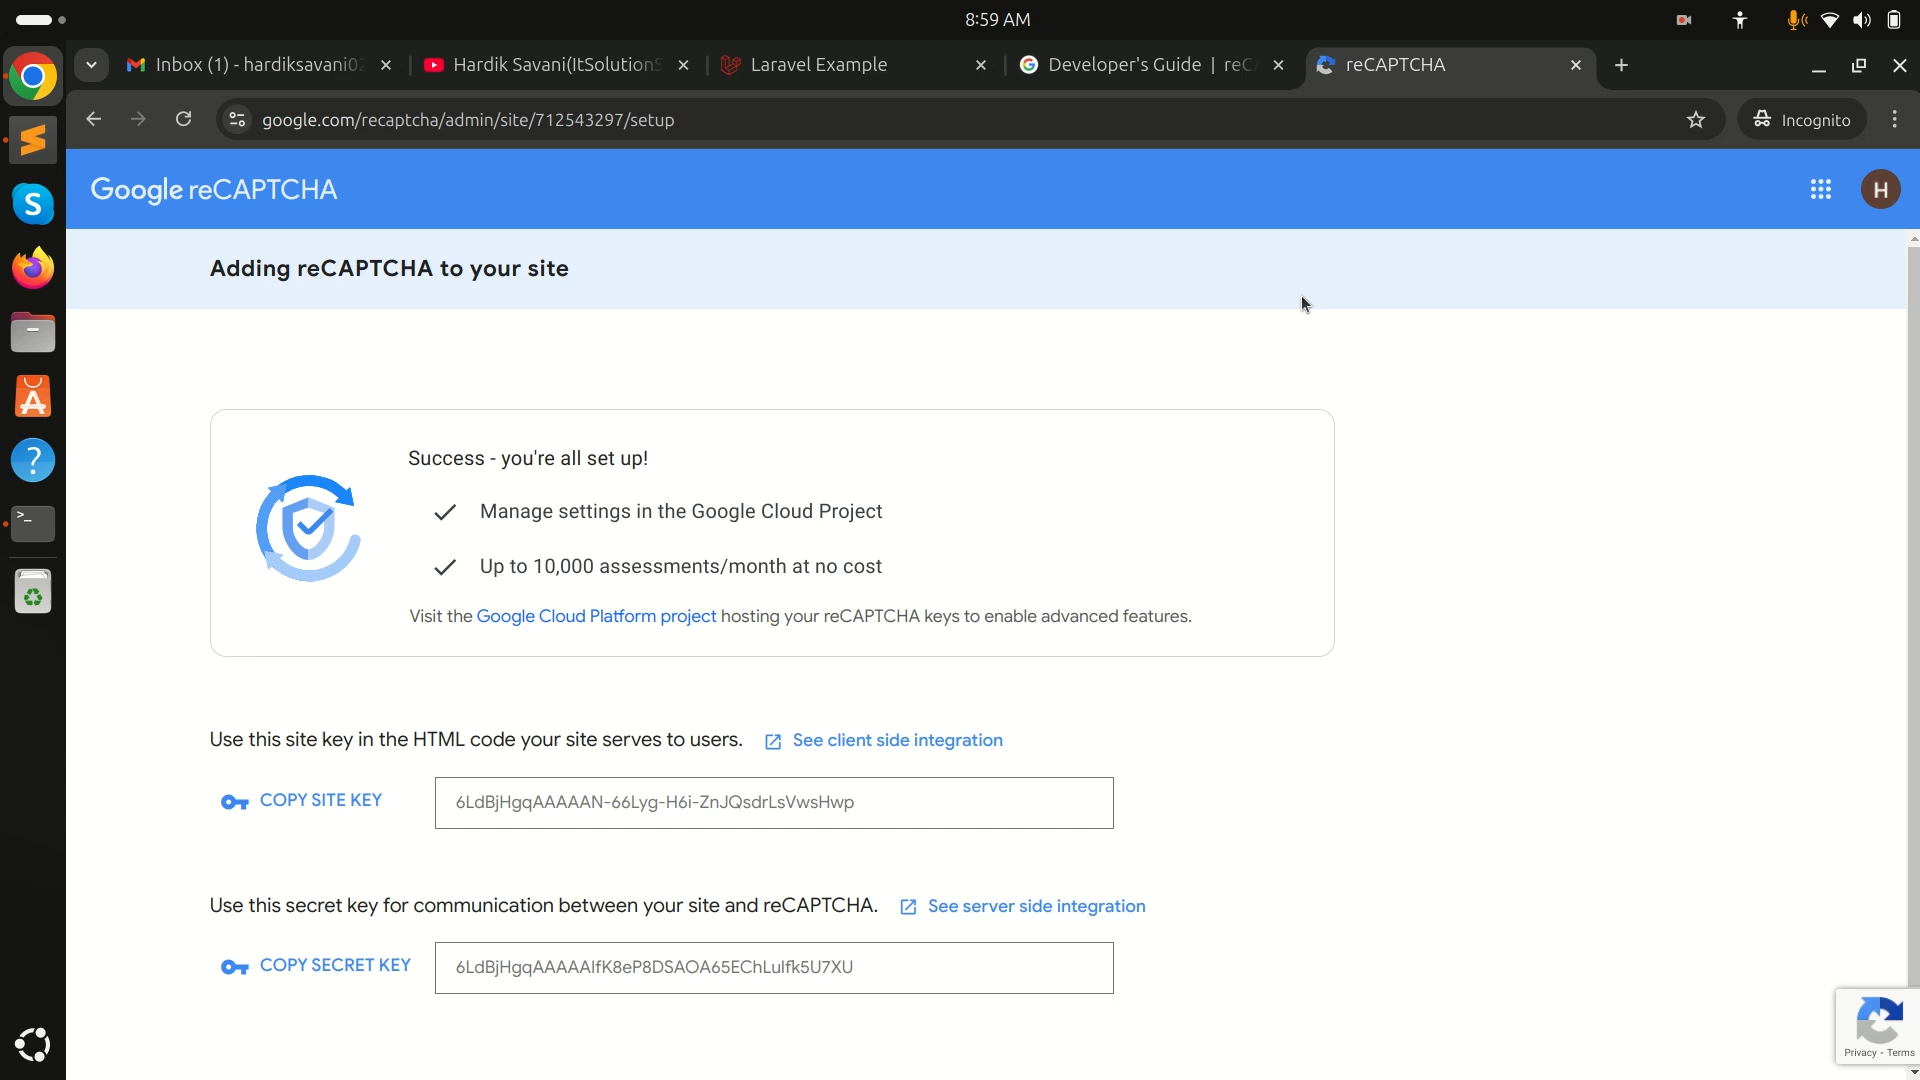 8:59 AM
Inbox (1) - hardiksavani02
Hardik Savani(ItSolutionS
Laravel Example
Developer's Guide | reC
reCAPTCHA
google.com/recaptcha/admin/site/712543297/setup
Incognito
Google reCAPTCHA
H
Adding reCAPTCHA to your site
Success - you're all set up!
Manage settings in the Google Cloud Project
Up to 10,000 assessments/month at no cost
Visit the Google Cloud Platform project hosting your reCAPTCHA keys to enable advanced features.
Use this site key in the HTML code your site serves to users. See client side integration
COPY SITE KEY
6LdBjHgqAAAAAN-66Lyg-H6i-ZnJQsdrLsVwsHwp
Use this secret key for communication between your site and reCAPTCHA. See server side integration
COPY SECRET KEY
Privacy - Terms